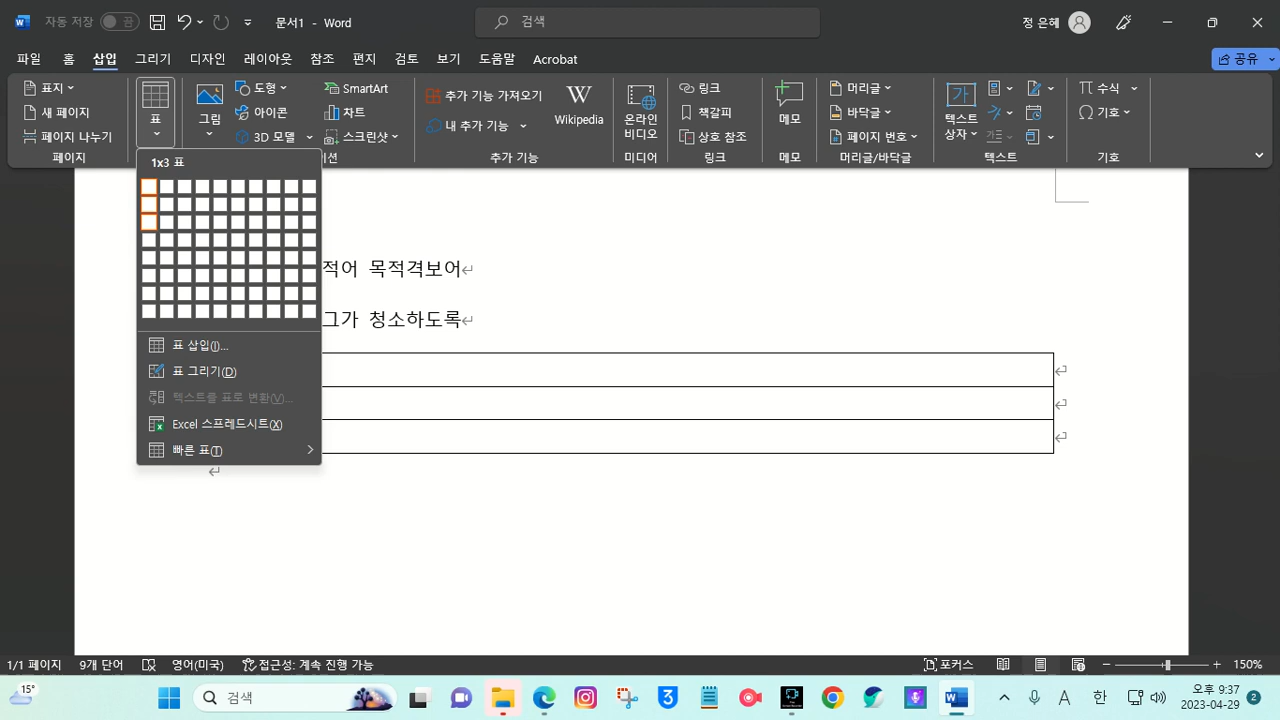 자동 저장 끔 문서1 - Word 검색 정 은혜
파일 홈 삽입 그리기 디자인 레이아웃 참조 편지 검토 보기 도움말 Acrobat 공유
표지
새 페이지
페이지 나누기
페이지
표
그림
도형
아이콘
3D 모델
SmartArt
차트
스크린샷
션
추가 기능 가져오기
내 추가 기능
Wikipedia
추가 기능
온라인
비디오
미디어
링크
책갈피
상호 참조
링크
메모
메모
머리글
바닥글
페이지 번호
머리글/바닥글
텍스트
상자
텍스트
수식
기호
기호
1x3 표
표 삽입(I)...
표 그리기(D)
텍스트를 표로 변환(V)...
Excel 스프레드시트(X)
빠른 표(T)
적어 목적격보어
그가 청소하도록
1/1 페이지 9개 단어 영어(미국) 접근성: 계속 진행 가능 포커스 150%
15° 검색 A 한 오후 9:37
2023-04-29 2